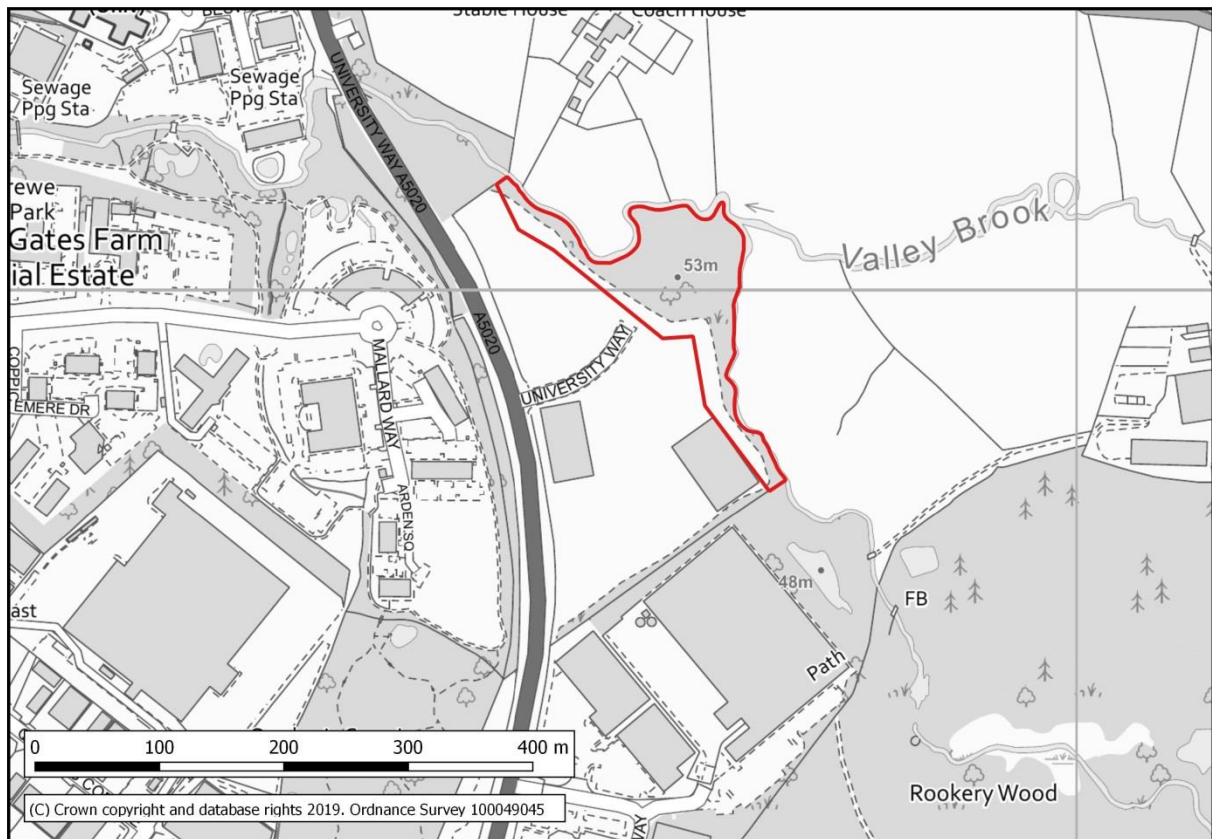 Stable House
Coach House
Sewage
Ppg Sta
Sewage
Ppg Sta
UNIVERSITY WAY A5020
rewe
Park
Gates Farm
ial Estate
53m
Valley Brook
A5020
UNIVERSITY WAY
MALLARD WAY
EMERE DR
ARDEN SQ
48m
FB
ast
Path
0 100 200 300 400 m
(C) Crown copyright and database rights 2019. Ordnance Survey 100049045
WAY
Rookery Wood